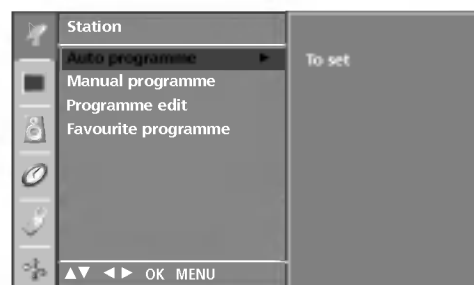 Station
Auto programme ►
To set
Manual programme
Programme edit
Favourite programme
▲▼ ◄► OK MENU